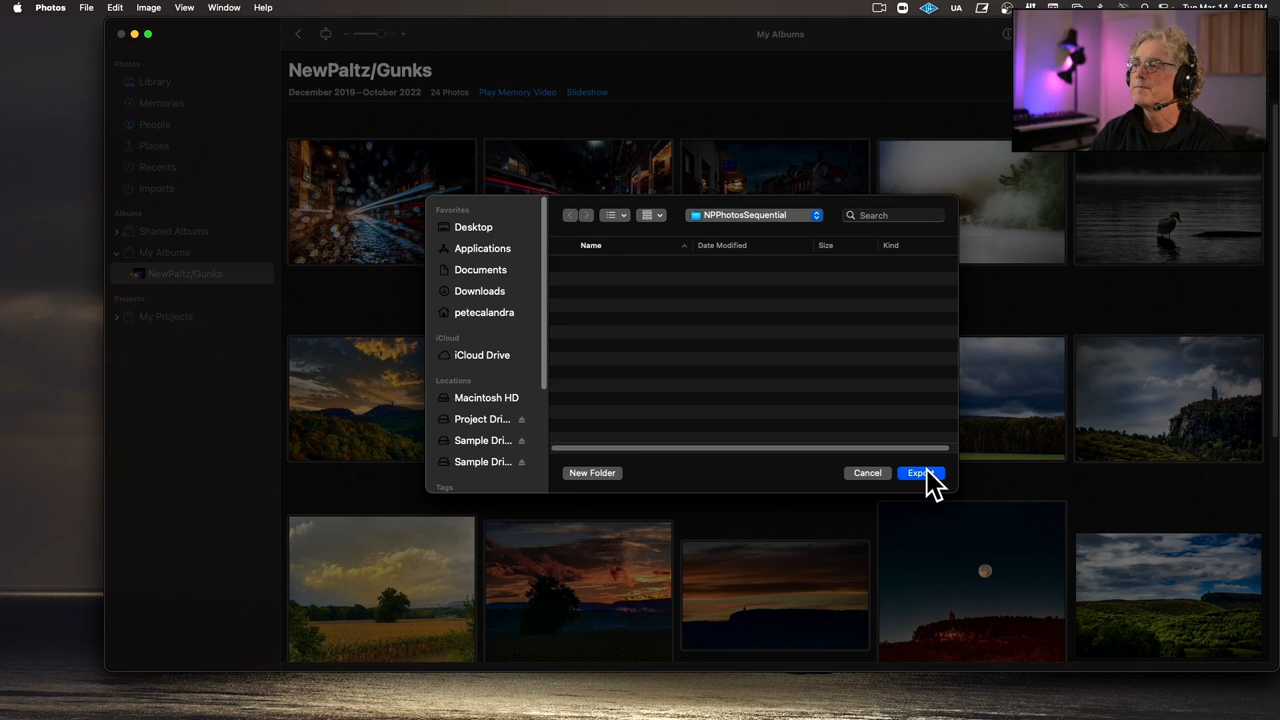 Photos File Edit Image View Window Help
UA
Tue Mar 14 4:55 PM
My Albums
Photos
Library
Memories
People
Places
Recents
Imports
Albums
Shared Albums
My Albums
NewPaltz/Gunks
Projects
My Projects
NewPaltz/Gunks
December 2019–October 2022 24 Photos Play Memory Video Slideshow
Favorites
Desktop
Applications
Documents
Downloads
petecalandra
iCloud
iCloud Drive
Locations
Macintosh HD
Project Dri...
Sample Dri...
Sample Dri...
Tags
NPPhotosSequential
Search
Name Date Modified Size Kind
New Folder Cancel